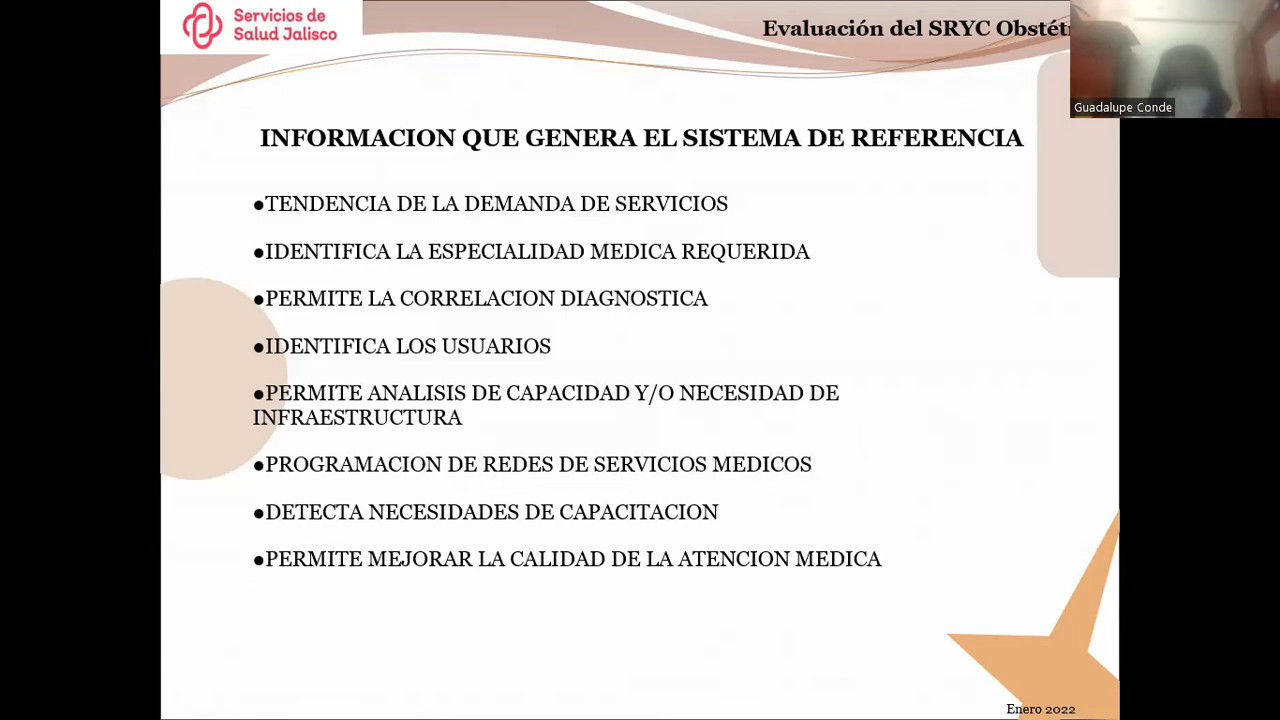 Servicios de
Salud Jalisco
Evaluación del SRYC
Guadalupe Conde
INFORMACION QUE GENERA EL SISTEMA DE REFERENCIA
●TENDENCIA DE LA DEMANDA DE SERVICIOS
●IDENTIFICA LA ESPECIALIDAD MEDICA REQUERIDA
●PERMITE LA CORRELACION DIAGNOSTICA
●IDENTIFICA LOS USUARIOS
●PERMITE ANALISIS DE CAPACIDAD Y/O NECESIDAD DE
INFRAESTRUCTURA
●PROGRAMACION DE REDES DE SERVICIOS MEDICOS
●DETECTA NECESIDADES DE CAPACITACION
●PERMITE MEJORAR LA CALIDAD DE LA ATENCION MEDICA
Enero 2022